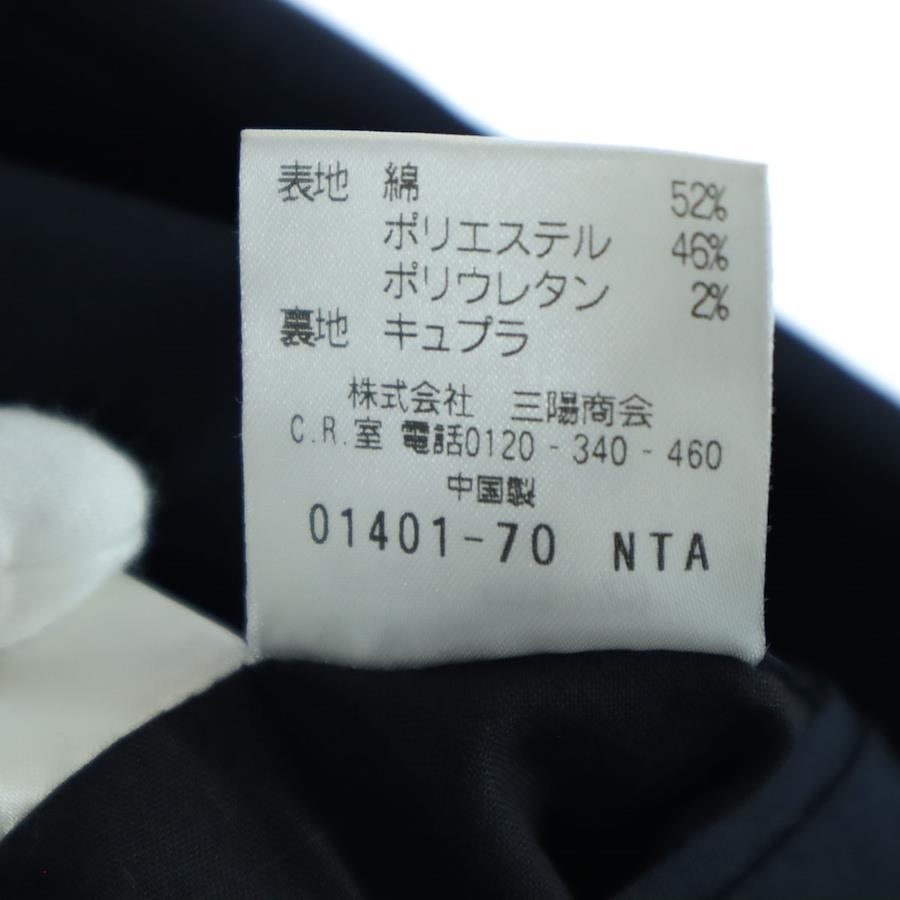 表地 綿 52%
ポリエステル 46%
ポリウレタン 2%
裏地 キュプラ
株式会社 三陽商会
C.R.室 電話0120-340-460
中国製
01401-70 NTA